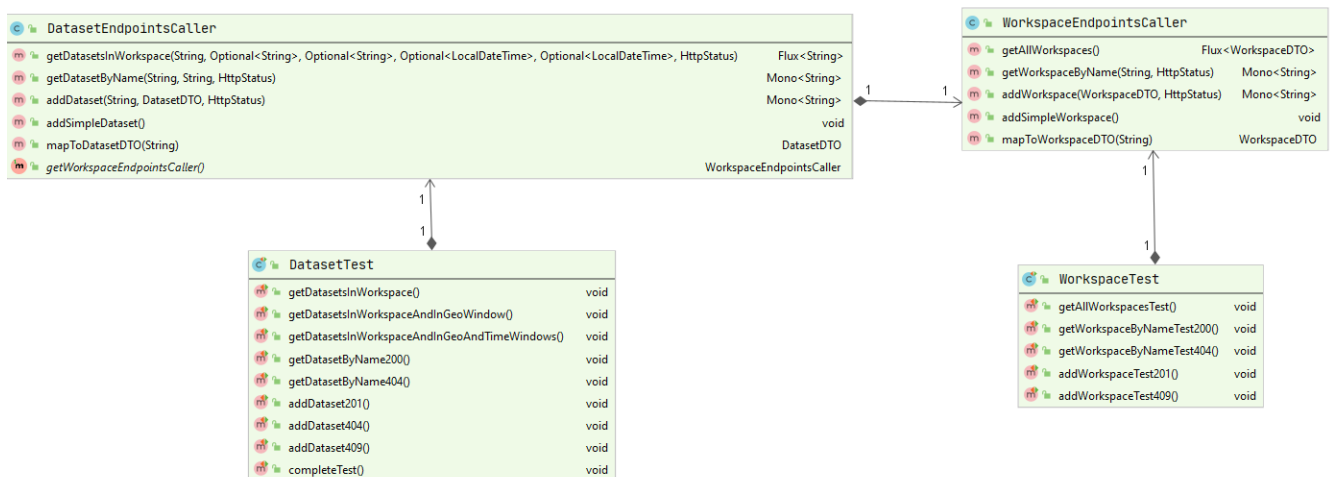 DatasetEndpointsCaller
getDatasetsInWorkspace(String, Optional<String>, Optional<String>, Optional<LocalDateTime>, Optional<LocalDateTime>, HttpStatus) Flux<String>
getDatasetByName(String, String, HttpStatus) Mono<String>
addDataset(String, DatasetDTO, HttpStatus) Mono<String>
addSimpleDataset() void
mapToDatasetDTO(String) DatasetDTO
getWorkspaceEndpointsCaller() WorkspaceEndpointsCaller
1 1
WorkspaceEndpointsCaller
getAllWorkspaces() Flux<WorkspaceDTO>
getWorkspaceByName(String, HttpStatus) Mono<String>
addWorkspace(WorkspaceDTO, HttpStatus) Mono<String>
addSimpleWorkspace() void
mapToWorkspaceDTO(String) WorkspaceDTO
1
1
DatasetTest
getDatasetsInWorkspace() void
getDatasetsInWorkspaceAndInGeoWindow() void
getDatasetsInWorkspaceAndInGeoAndTimeWindows() void
getDatasetByName200() void
getDatasetByName404() void
addDataset201() void
addDataset404() void
addDataset409() void
completeTest() void
1
1
WorkspaceTest
getAllWorkspacesTest() void
getWorkspaceByNameTest200() void
getWorkspaceByNameTest404() void
addWorkspaceTest201() void
addWorkspaceTest409() void